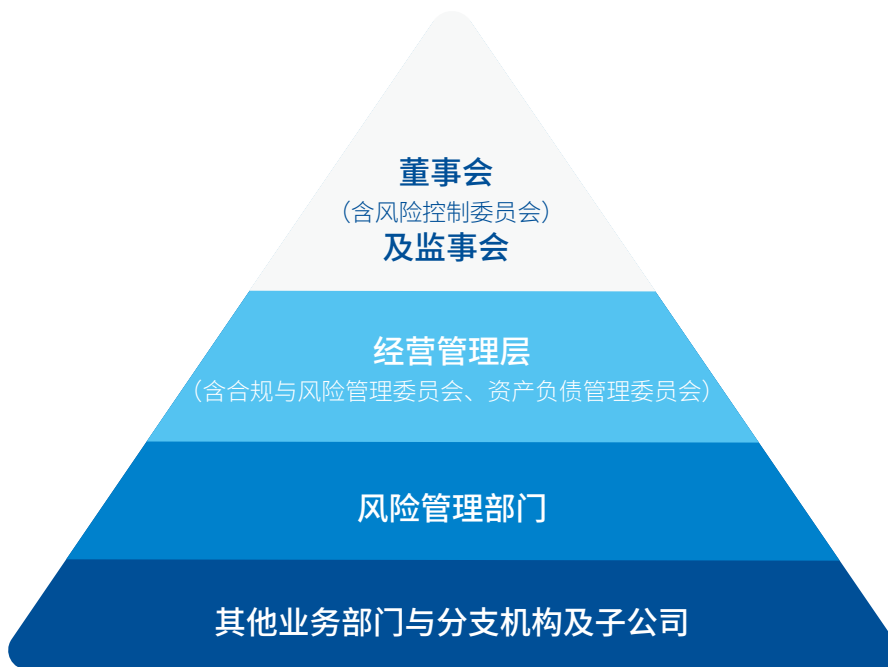 董事会
（含风险控制委员会）
及监事会
经营管理层
（含合规与风险管理委员会、资产负债管理委员会）
风险管理部门
其他业务部门与分支机构及子公司